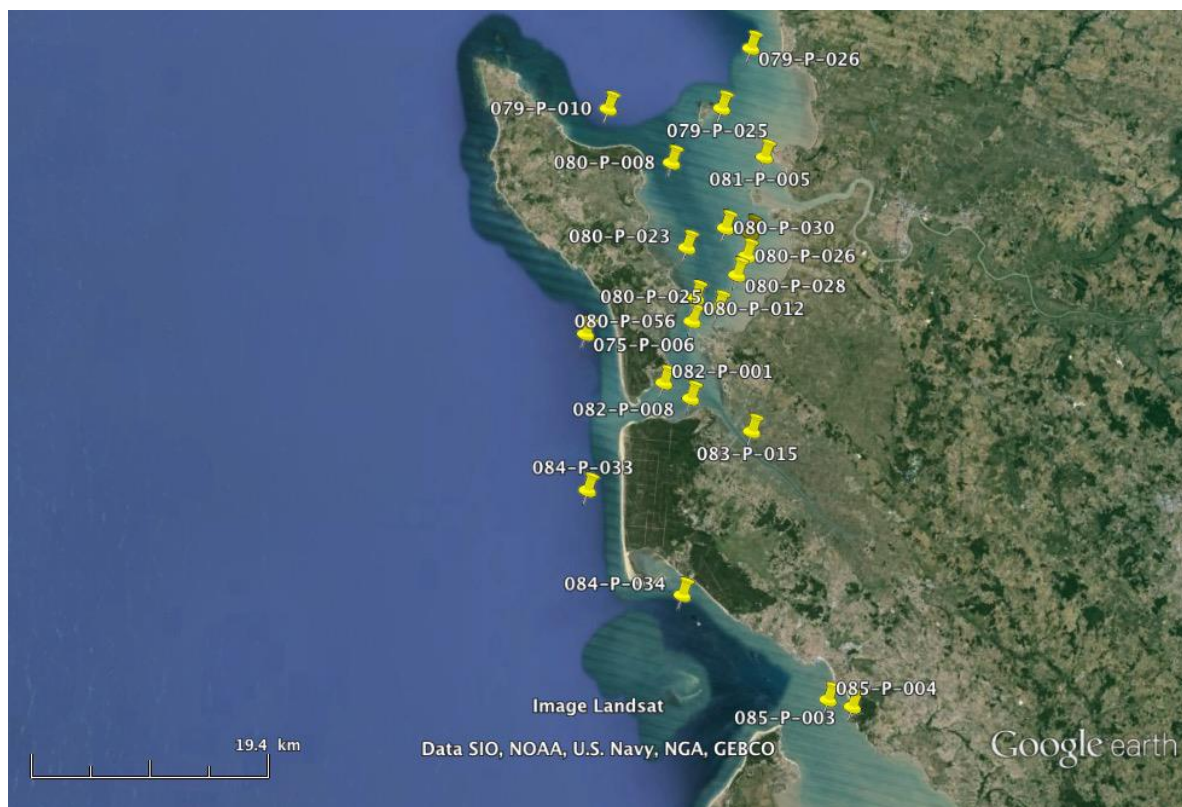 079-P-026
079-P-010
079-P-025
080-P-008
081-P-005
080-P-030
080-P-023
080-P-026
080-P-028
080-P-025
080-P-012
080-P-056
075-P-006
082-P-001
082-P-008
083-P-015
084-P-033
084-P-034
085-P-004
085-P-003
Image Landsat
19.4 km
Data SIO, NOAA, U.S. Navy, NGA, GEBCO
Google earth